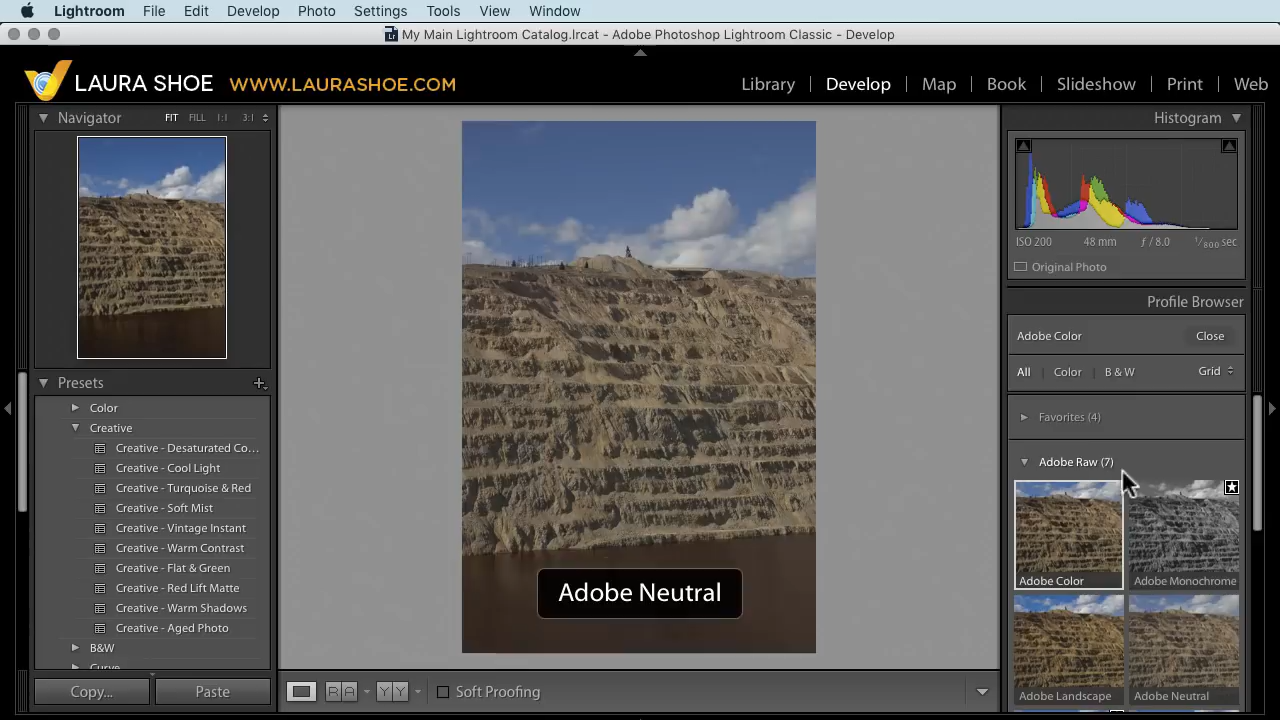 Lightroom File Edit Develop Photo Settings Tools View Window
My Main Lightroom Catalog.lrcat - Adobe Photoshop Lightroom Classic - Develop
LAURA SHOE WWW.LAURASHOE.COM
Library | Develop | Map | Book | Slideshow | Print | Web
Navigator FIT FILL 1:1 3:1
Histogram
ISO 200 48 mm ƒ / 8.0 1/800 sec
Original Photo
Profile Browser
Adobe Color Close
All | Color | B & W Grid
Favorites (4)
Adobe Raw (7)
Adobe Color
Adobe Monochrome
Adobe Landscape
Adobe Neutral
Presets
Color
Creative
Creative - Desaturated Co...
Creative - Cool Light
Creative - Turquoise & Red
Creative - Soft Mist
Creative - Vintage Instant
Creative - Warm Contrast
Creative - Flat & Green
Creative - Red Lift Matte
Creative - Warm Shadows
Creative - Aged Photo
B&W
Curve
Copy... Paste
Adobe Neutral
R A Y Y Soft Proofing